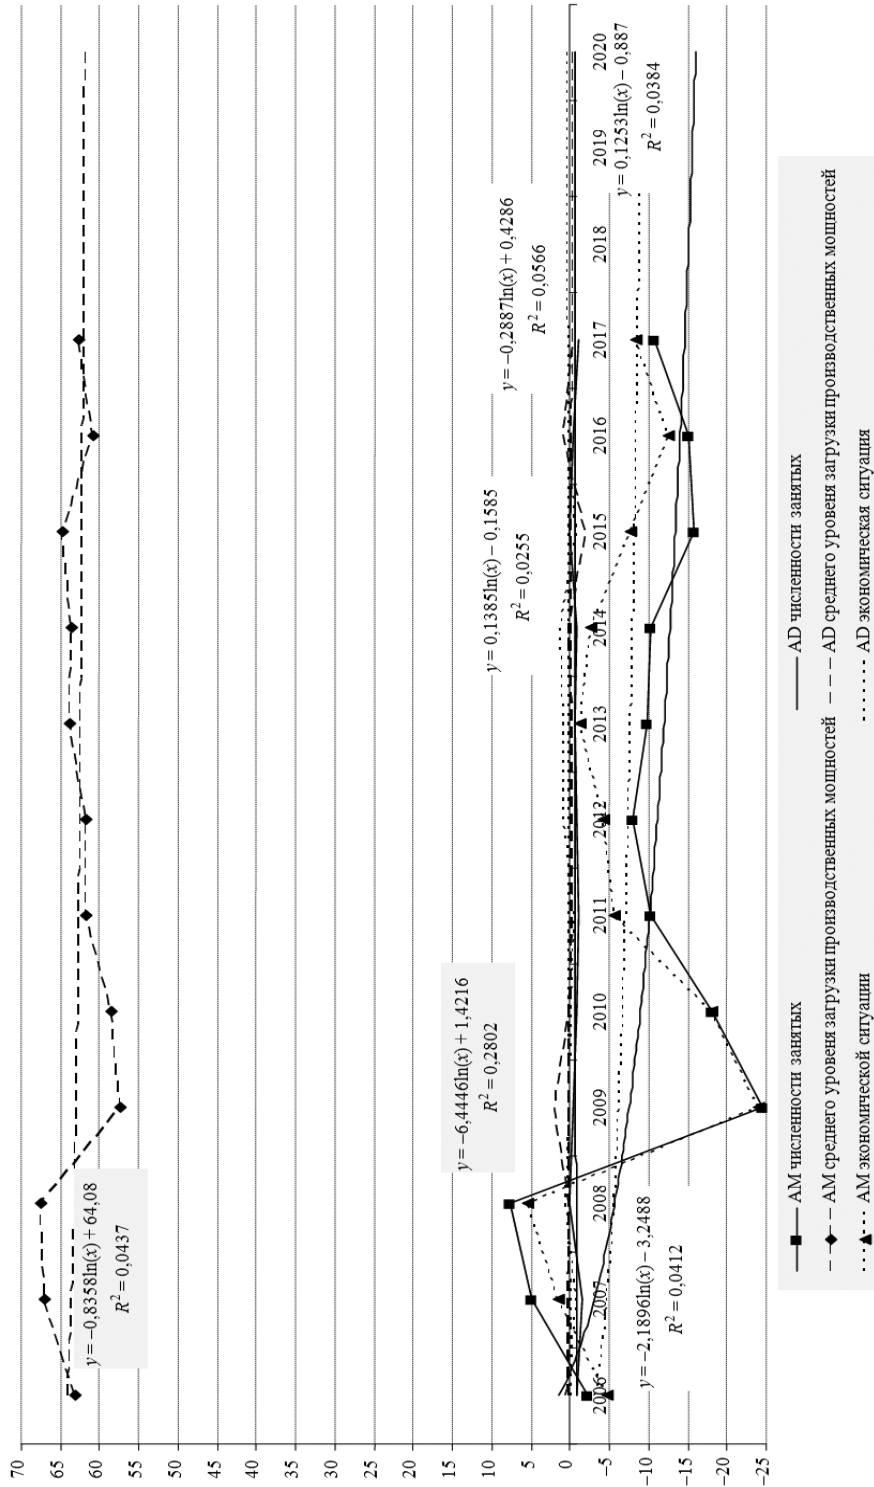 70
65
60
55
50
45
40
35
30
25
20
15
10
5
0
−5
−10
−15
−20
−25
2006
2007
2008
2009
2010
2011
2012
2013
2014
2015
2016
2017
2018
2019
2020
y = −0,8358ln(x) + 64,08
R² = 0,0437
y = −6,4446ln(x) + 1,4216
R² = 0,2802
y = 0,1385ln(x) − 0,1585
R² = 0,0255
y = −0,2887ln(x) + 0,4286
R² = 0,0566
y = 0,1253ln(x) − 0,887
R² = 0,0384
y = −2,1896ln(x) − 3,2488
R² = 0,0412
AM численности занятых
AD численности занятых
AM среднего уровеня загрузки производственных мощностей
AD среднего уровеня загрузки производственных мощностей
AM экономической ситуации
AD экономическая ситуация